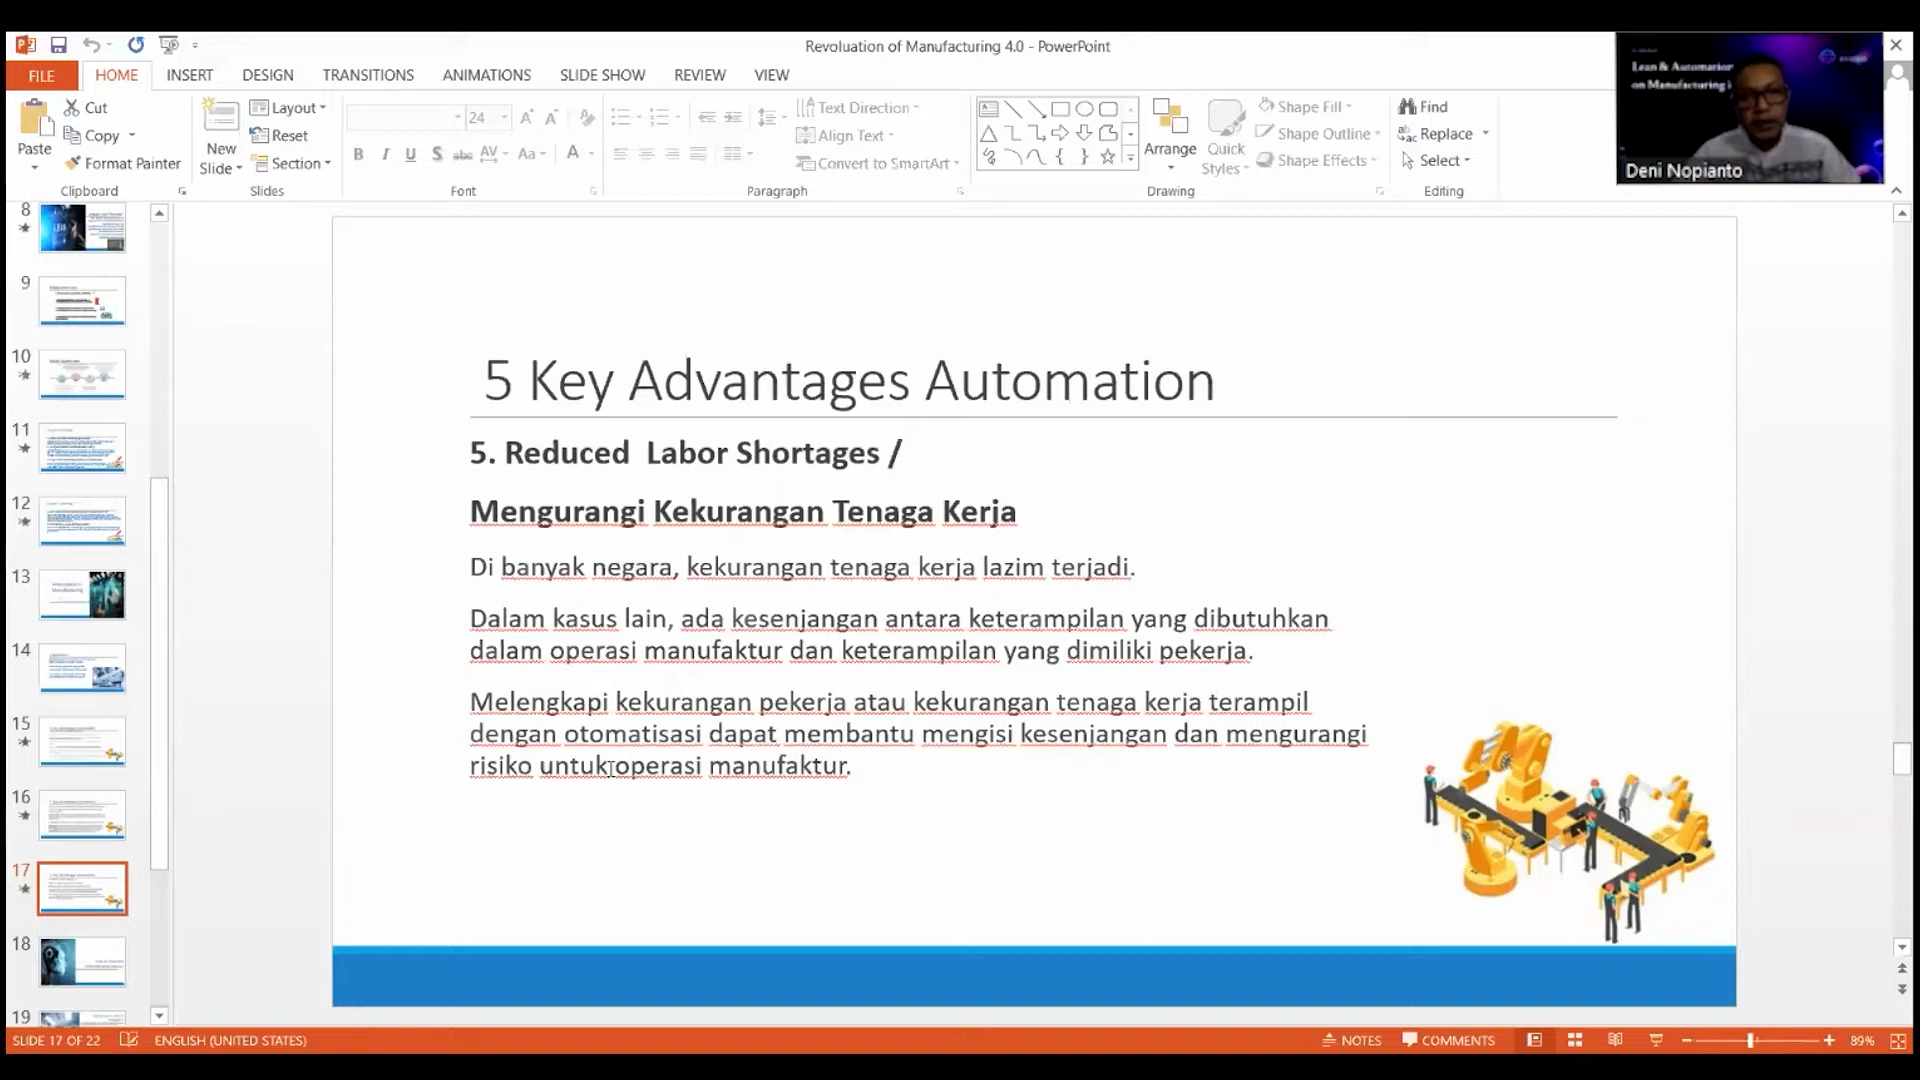 Revoluation of Manufacturing 4.0 - PowerPoint
FILE HOME INSERT DESIGN TRANSITIONS ANIMATIONS SLIDE SHOW REVIEW VIEW
Lean & Automation
on Manufacturing
Deni Nopianto
Paste
Cut
Copy
Format Painter
Clipboard
New
Slide
Layout
Reset
Section
Slides
24
Font
Text Direction
Align Text
Convert to SmartArt
Paragraph
Arrange
Quick
Styles
Shape Fill
Shape Outline
Shape Effects
Drawing
Find
Replace
Select
Editing
8
9
10
11
12
13
14
15
16
17
18
19
5 Key Advantages Automation
5. Reduced Labor Shortages /
Mengurangi Kekurangan Tenaga Kerja
Di banyak negara, kekurangan tenaga kerja lazim terjadi.
Dalam kasus lain, ada kesenjangan antara keterampilan yang dibutuhkan
dalam operasi manufaktur dan keterampilan yang dimiliki pekerja.
Melengkapi kekurangan pekerja atau kekurangan tenaga kerja terampil
dengan otomatisasi dapat membantu mengisi kesenjangan dan mengurangi
risiko untuk operasi manufaktur.
SLIDE 17 OF 22 ENGLISH (UNITED STATES) NOTES COMMENTS 89%